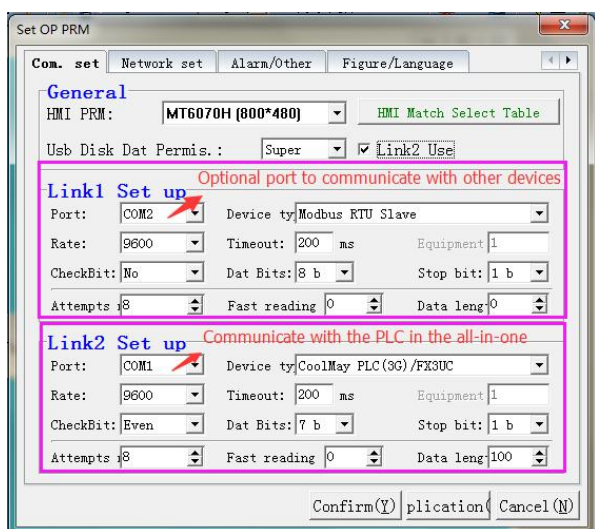 Set OP PRM
Com. set Network set Alarm/Other Figure/Language
General
HMI PRM: MT6070H (800*480) HMI Match Select Table
Usb Disk Dat Permis.: Super Link2 Use
Optional port to communicate with other devices
Link1 Set up
Port: COM2 Device ty Modbus RTU Slave
Rate: 9600 Timeout: 200 ms Equipment 1
CheckBit: No Dat Bits: 8 b Stop bit: 1 b
Attempts 8 Fast reading 0 Data leng 0
Communicate with the PLC in the all-in-one
Link2 Set up
Port: COM1 Device ty CoolMay PLC(3G)/FX3UC
Rate: 9600 Timeout: 200 ms Equipment 1
CheckBit: Even Dat Bits: 7 b Stop bit: 1 b
Attempts 8 Fast reading 0 Data leng 100
Confirm(Y) plication( Cancel(N)